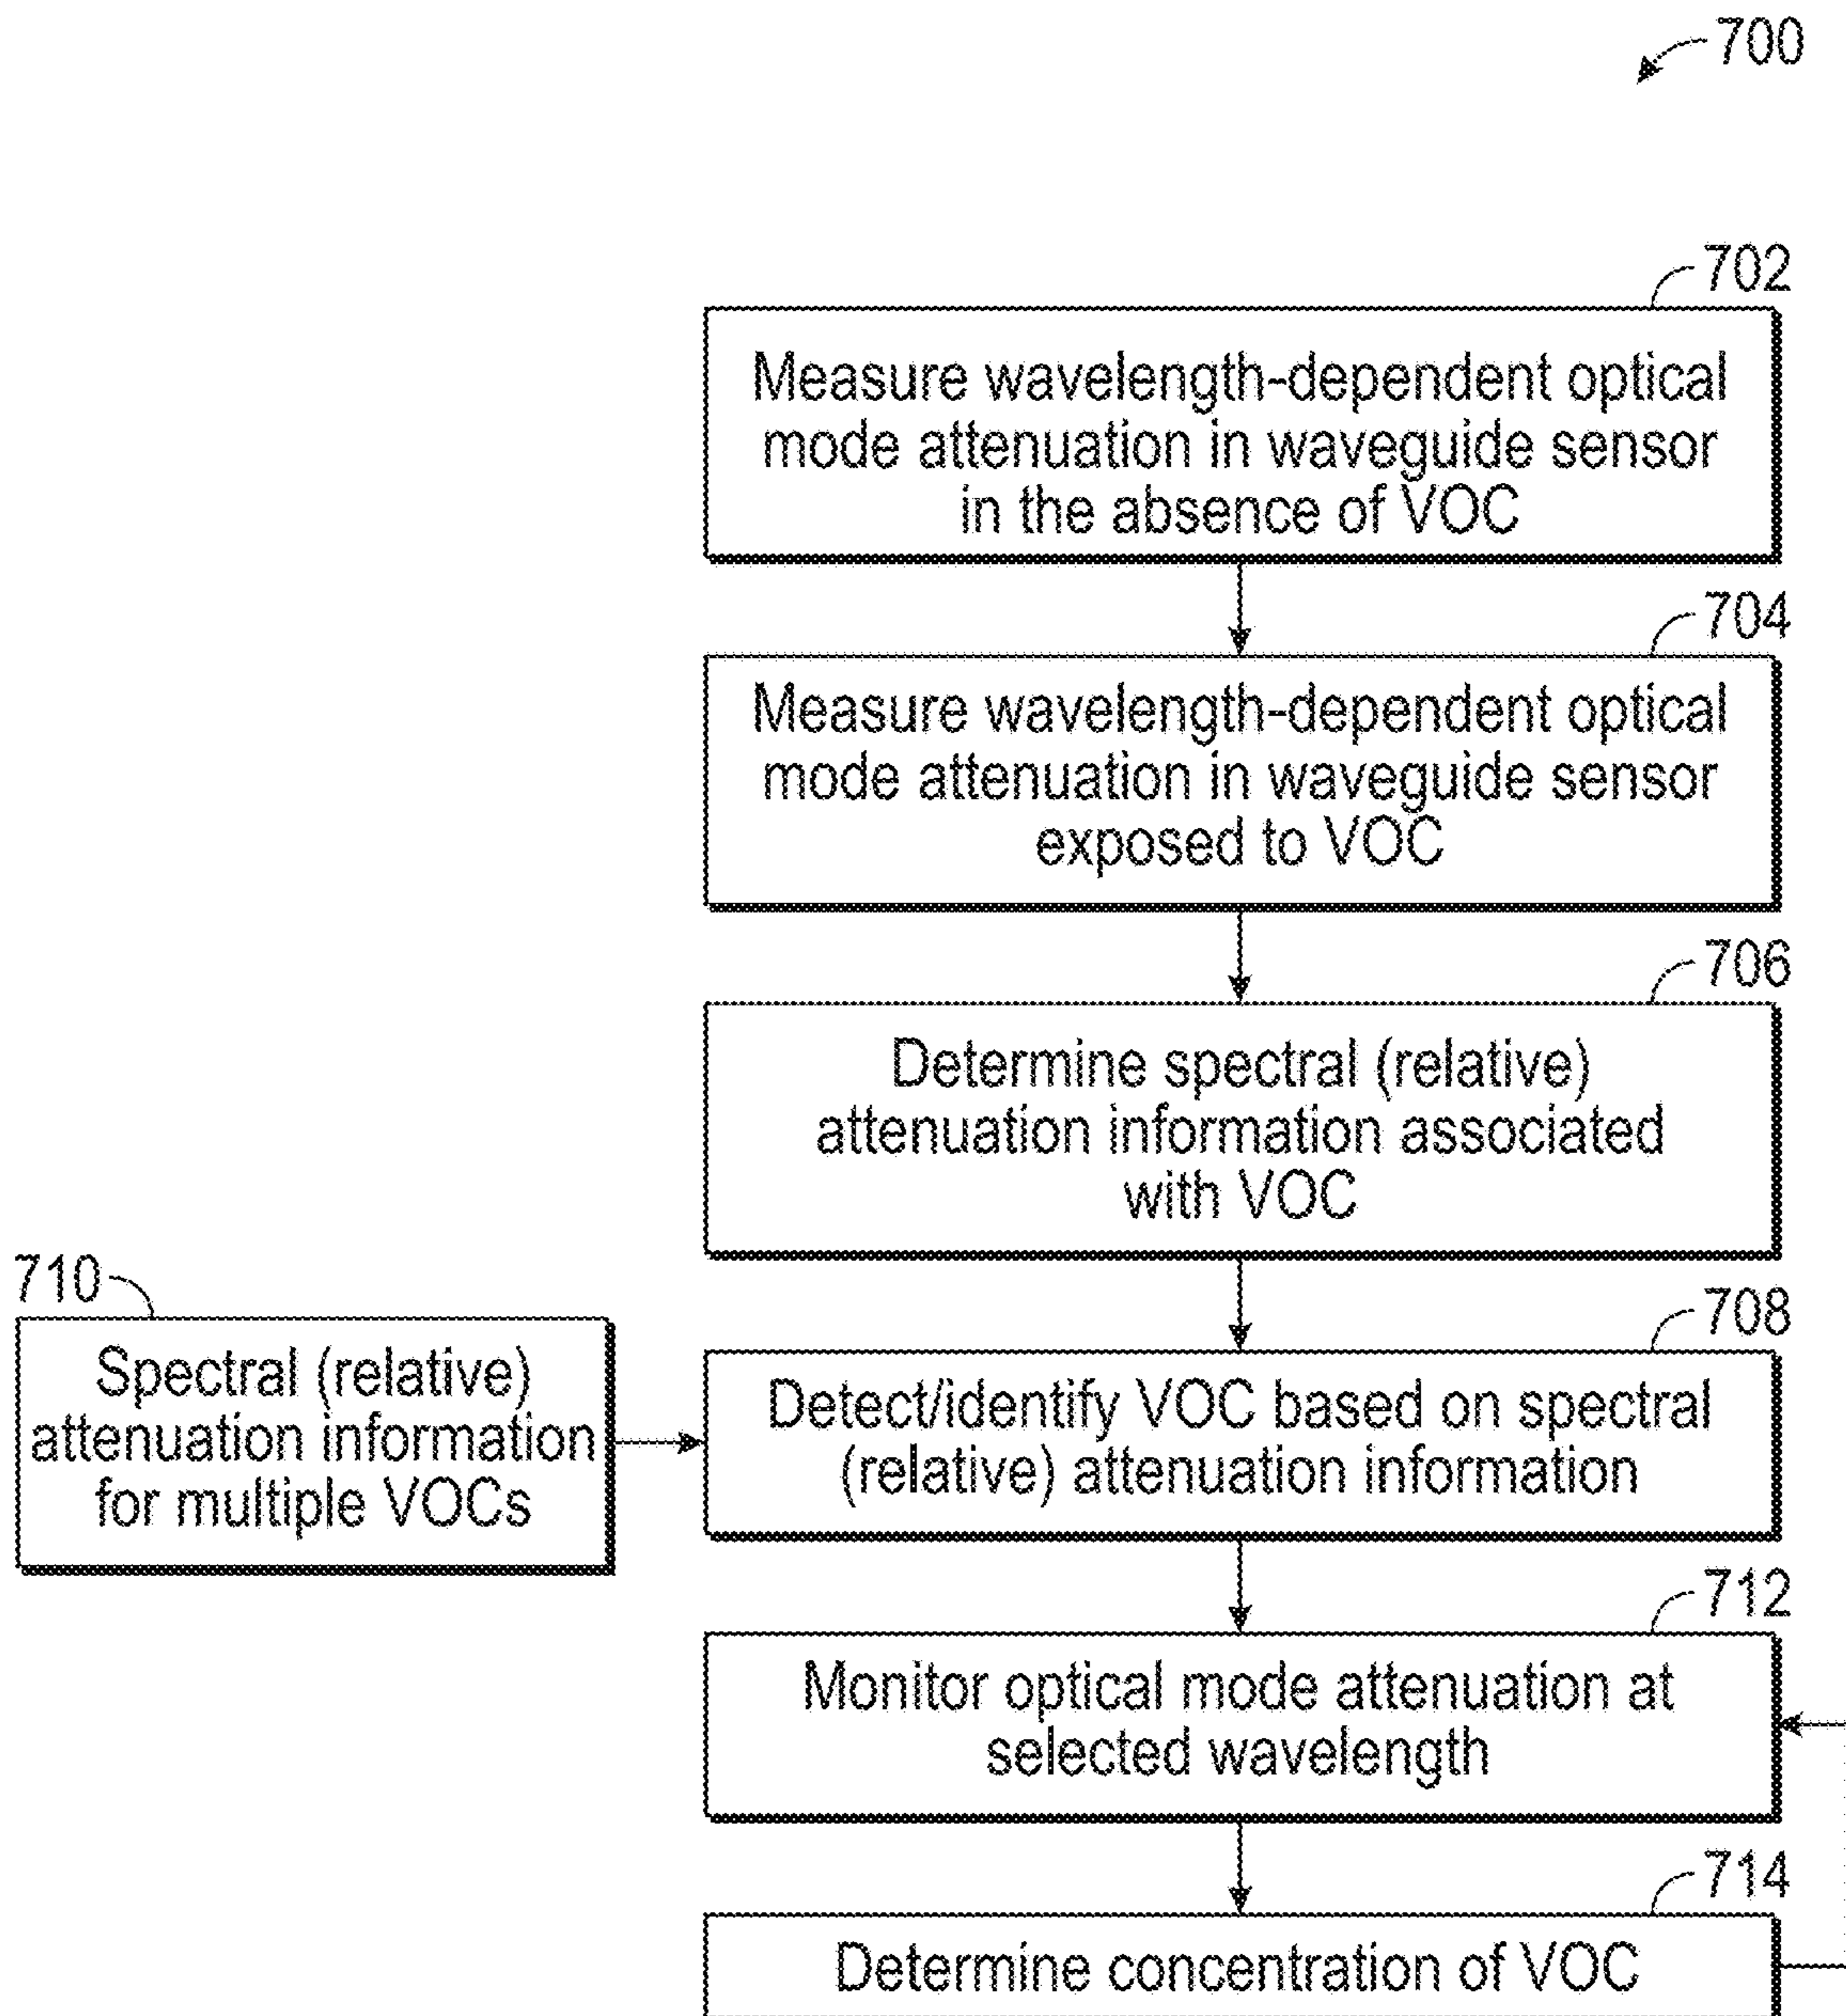 700
702
Measure wavelength-dependent optical
mode attenuation in waveguide sensor
in the absence of VOC
704
Measure wavelength-dependent optical
mode attenuation in waveguide sensor
exposed to VOC
706
Determine spectral (relative)
attenuation information associated
with VOC
710
Spectral (relative)
attenuation information
for multiple VOCs
708
Detect/identify VOC based on spectral
(relative) attenuation information
712
Monitor optical mode attenuation at
selected wavelength
714
Determine concentration of VOC